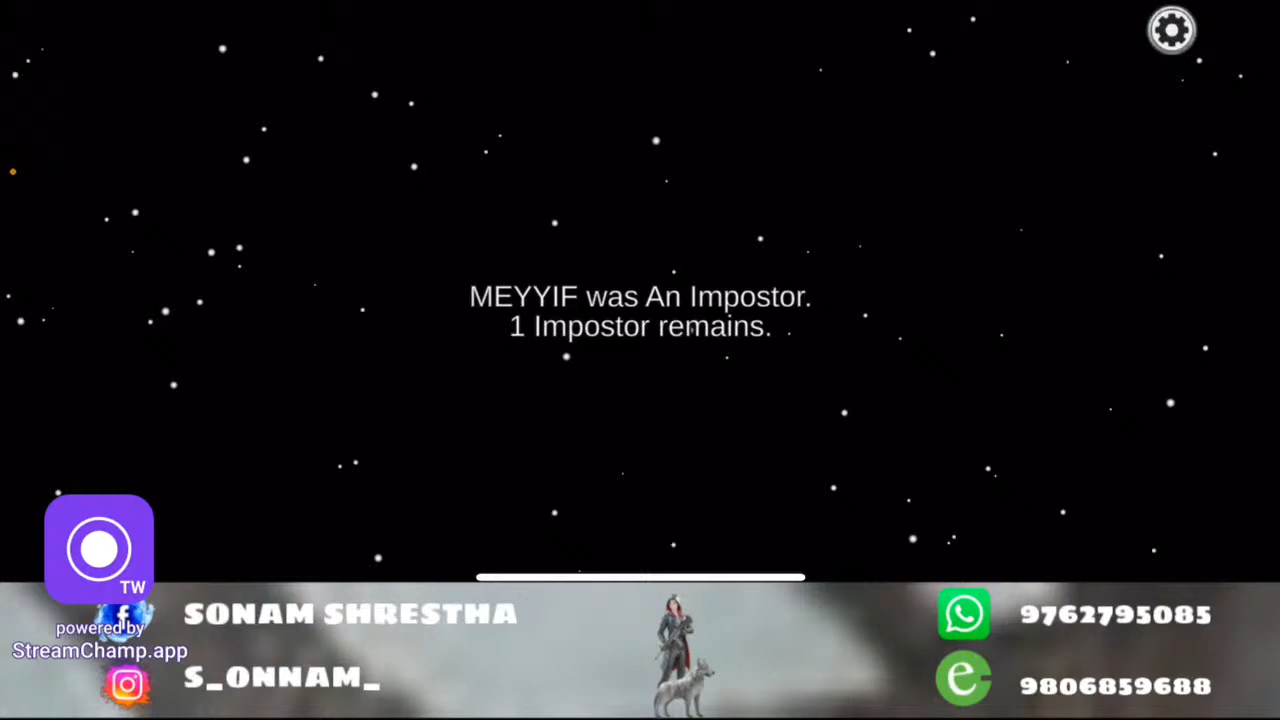 MEYYIF was An Impostor.
1 Impostor remains.
TW
powered by
StreamChamp.app
SONAM SHRESTHA
S_ONNAM_
9762795085
9806859688